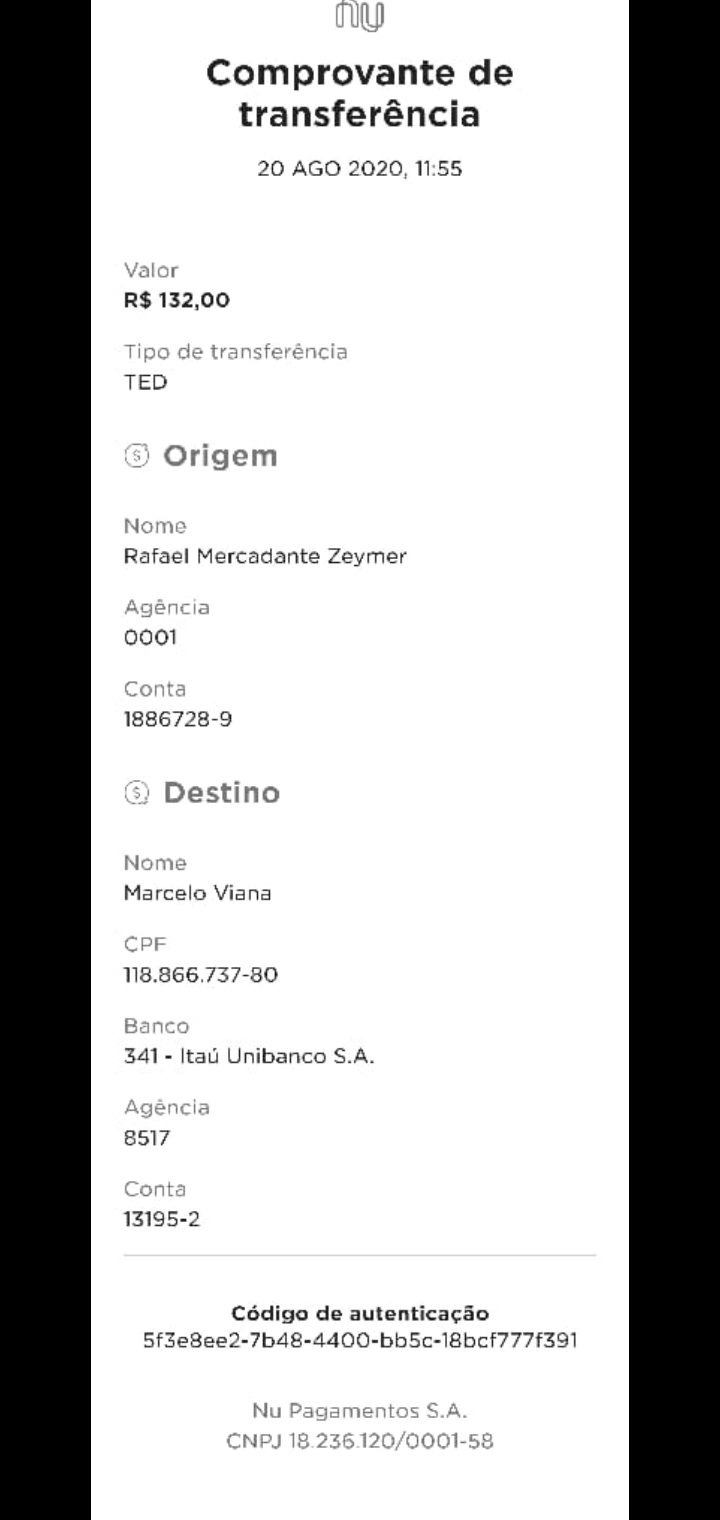 nu
Comprovante de
transferência
20 AGO 2020, 11:55
Valor
R$ 132,00
Tipo de transferência
TED
Origem
Nome
Rafael Mercadante Zeymer
Agência
0001
Conta
1886728-9
Destino
Nome
Marcelo Viana
CPF
118.866.737-80
Banco
341 - Itaú Unibanco S.A.
Agência
8517
Conta
13195-2
Código de autenticação
5f3e8ee2-7b48-4400-bb5c-18bcf777f391
Nu Pagamentos S.A.
CNPJ 18.236.120/0001-58